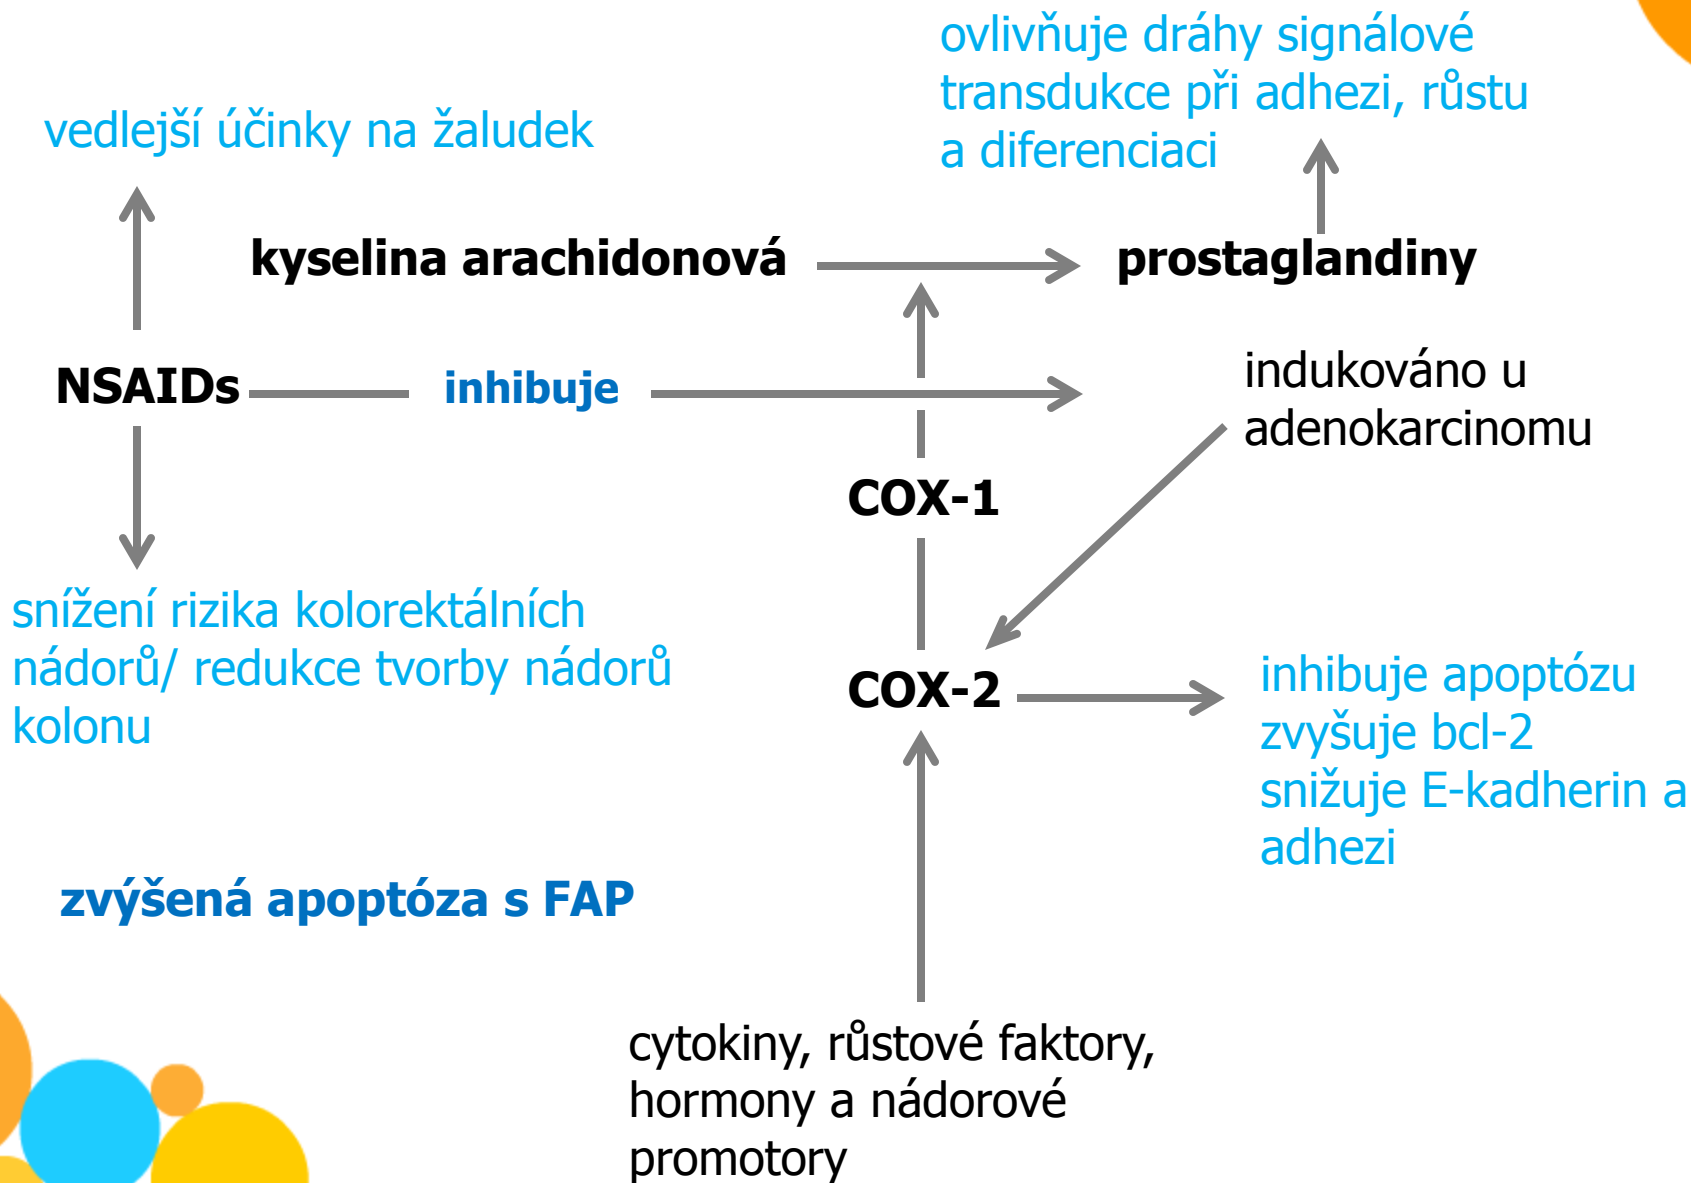 ovlivňuje dráhy signálové
transdukce při adhezi, růstu
a diferenciaci
vedlejší účinky na žaludek
kyselina arachidonová
prostaglandiny
NSAIDs
inhibuje
indukováno u
adenokarcinomu
COX-1
snížení rizika kolorektálních
nádorů/ redukce tvorby nádorů
kolonu
COX-2
inhibuje apoptózu
zvyšuje bcl-2
snižuje E-kadherin a
adhezi
zvýšená apoptóza s FAP
cytokiny, růstové faktory,
hormony a nádorové
promotory